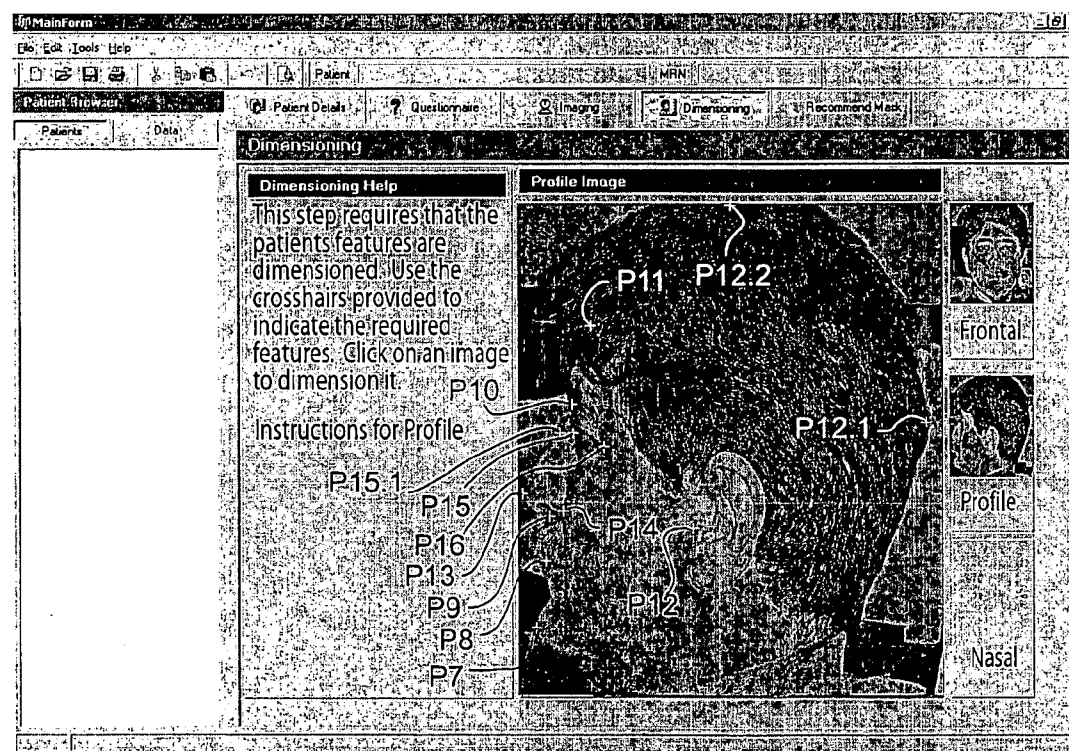 MainForm
File Edit Tools Help
Patient
MRN
Patient Browser
Patient Details
Questionnaire
Imaging
Dimensioning
Recommend Mask
Patients
Data
Dimensioning
Dimensioning Help
This step requires that the
patients features are
dimensioned. Use the
crosshairs provided to
indicate the required
features. Click on an image
to dimension it.
Instructions for Profile
Profile Image
P11
P12.2
P10
P12.1
P15.1
P15
P16
P14
P13
P12
P9
P8
P7
Frontal
Profile
Nasal